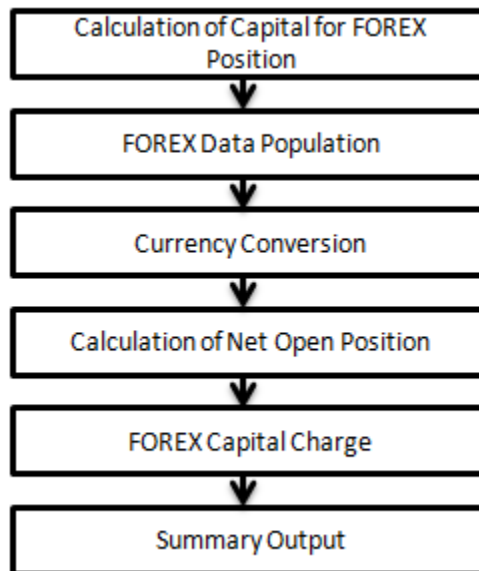 Calculation of Capital for FOREX
Position
FOREX Data Population
Currency Conversion
Calculation of Net Open Position
FOREX Capital Charge
Summary Output